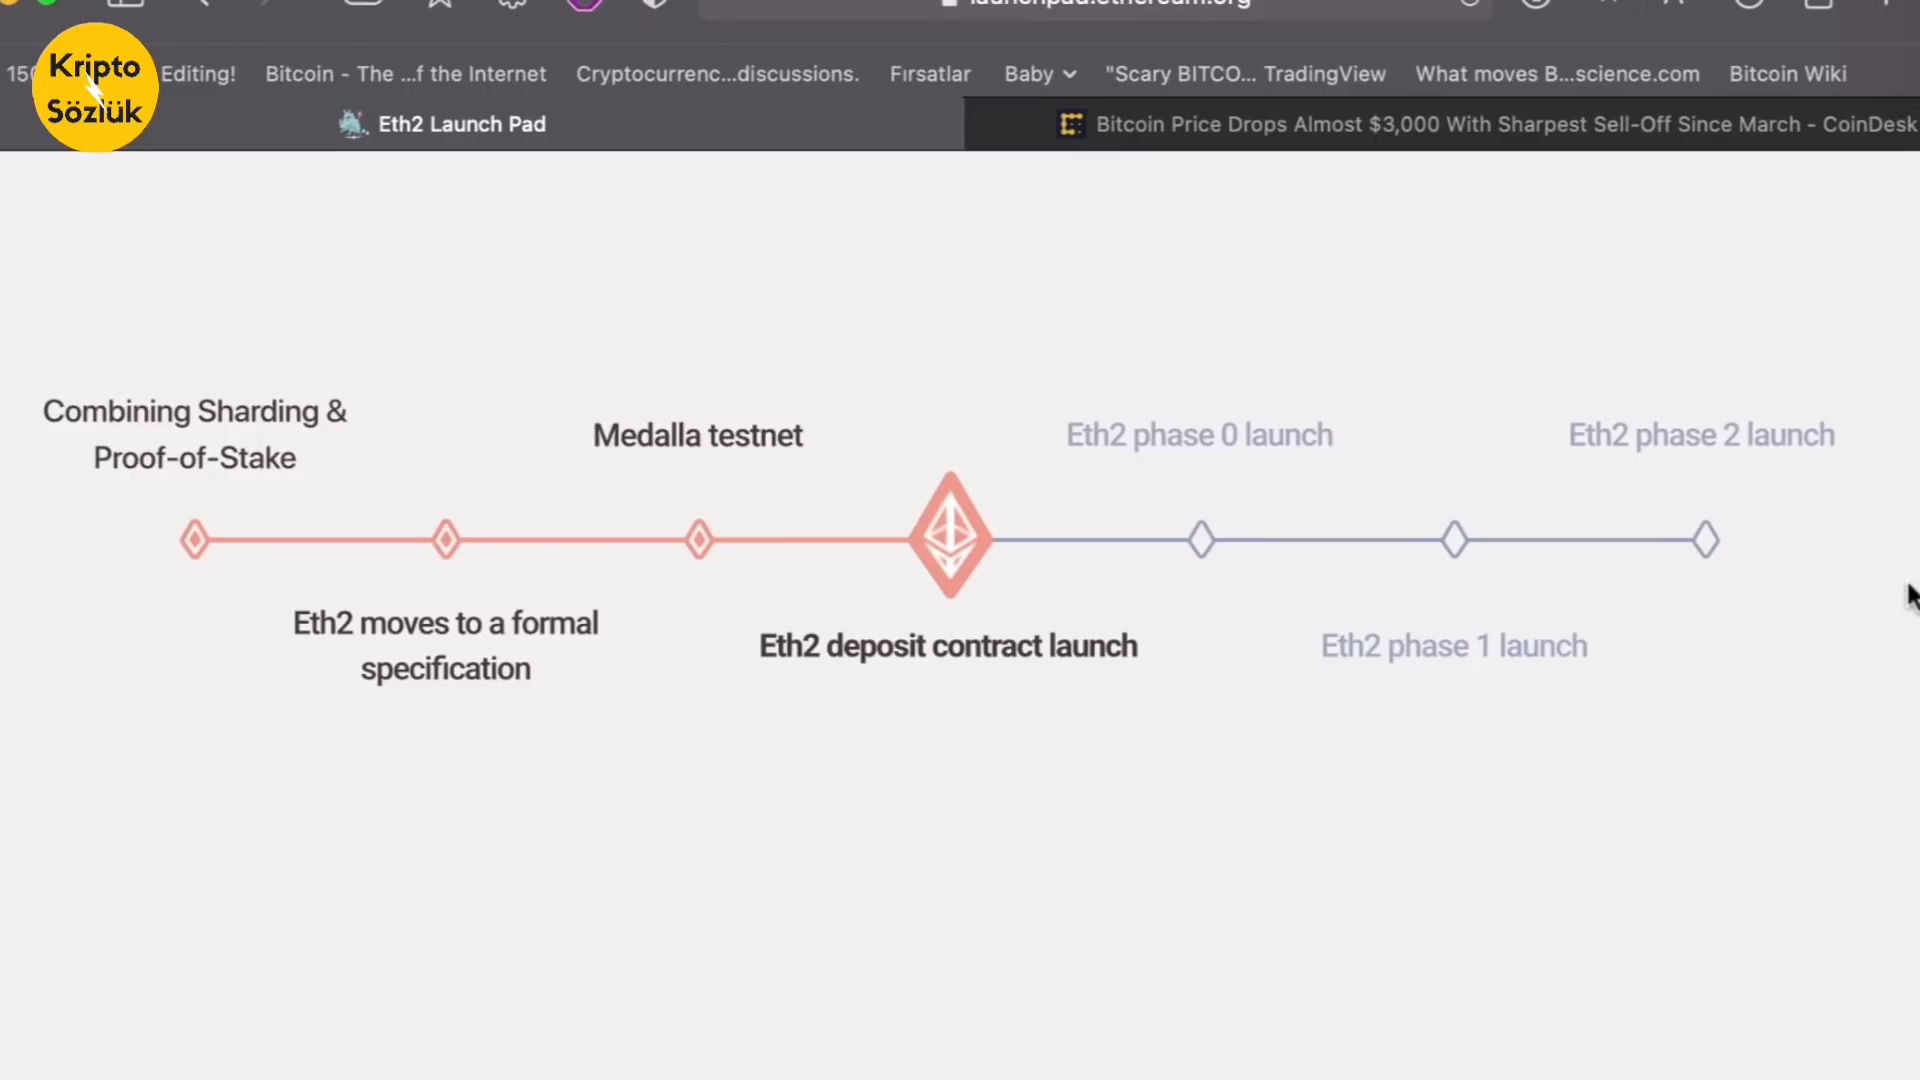 launchpad.ethereum.org
Kripto
Sözlük
Editing!
Bitcoin - The ...f the Internet
Cryptocurrenc...discussions.
Fırsatlar
Baby
"Scary BITCO... TradingView
What moves B...science.com
Bitcoin Wiki
Eth2 Launch Pad
Bitcoin Price Drops Almost $3,000 With Sharpest Sell-Off Since March - CoinDesk
Combining Sharding &
Proof-of-Stake
Medalla testnet
Eth2 phase 0 launch
Eth2 phase 2 launch
Eth2 moves to a formal
specification
Eth2 deposit contract launch
Eth2 phase 1 launch